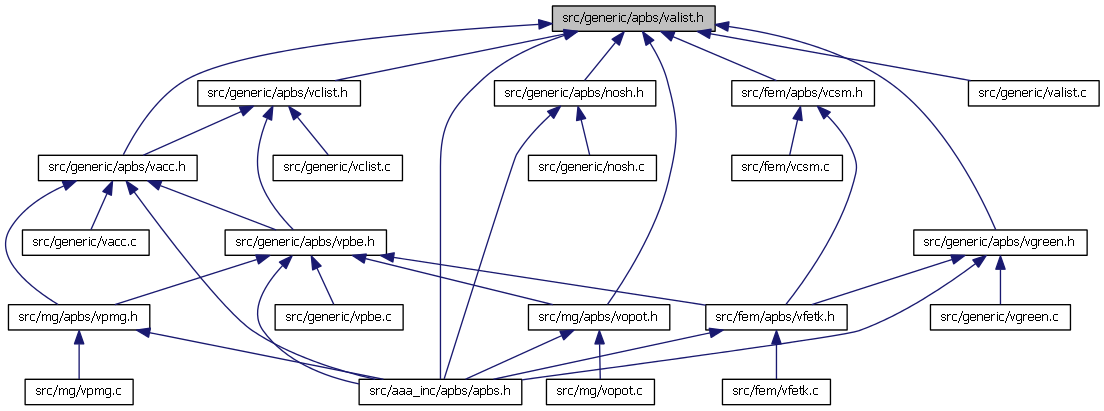 src/generic/apbs/valist.h
src/generic/apbs/vclist.h
src/generic/apbs/nosh.h
src/fem/apbs/vcsm.h
src/generic/valist.c
src/generic/apbs/vacc.h
src/generic/vclist.c
src/generic/nosh.c
src/fem/vcsm.c
src/generic/vacc.c
src/generic/apbs/vpbe.h
src/generic/apbs/vgreen.h
src/mg/apbs/vpmg.h
src/generic/vpbe.c
src/mg/apbs/vopot.h
src/fem/apbs/vfetk.h
src/generic/vgreen.c
src/mg/vpmg.c
src/aaa_inc/apbs/apbs.h
src/mg/vopot.c
src/fem/vfetk.c